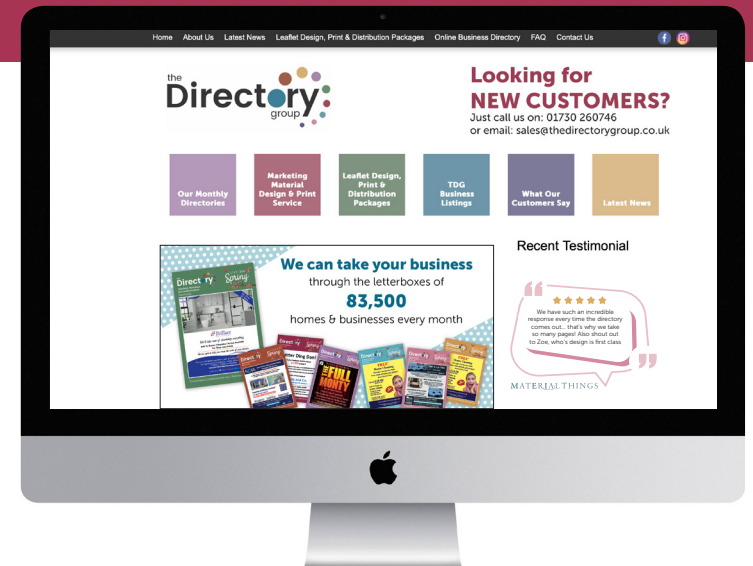 Home About Us Latest News Leaflet Design, Print & Distribution Packages Online Business Directory FAQ Contact Us
the
Directory
group
Looking for
NEW CUSTOMERS?
Just call us on: 01730 260746
or email: sales@thedirectorygroup.co.uk
Our Monthly
Directories
Marketing
Material
Design & Print
Service
Leaflet Design,
Print &
Distribution
Packages
TDG
Business
Listings
What Our
Customers Say
Latest News
We can take your business
through the letterboxes of
83,500
homes & businesses every month
Directory Spring
Directory
Directory
Directory
Directory
THE FULL
MONTY
Recent Testimonial
We have such an incredible
response every time the directory
comes out... that's why we take
so many pages! Also shout out
to Zoe, who's design is first class
MATERIAL THINGS